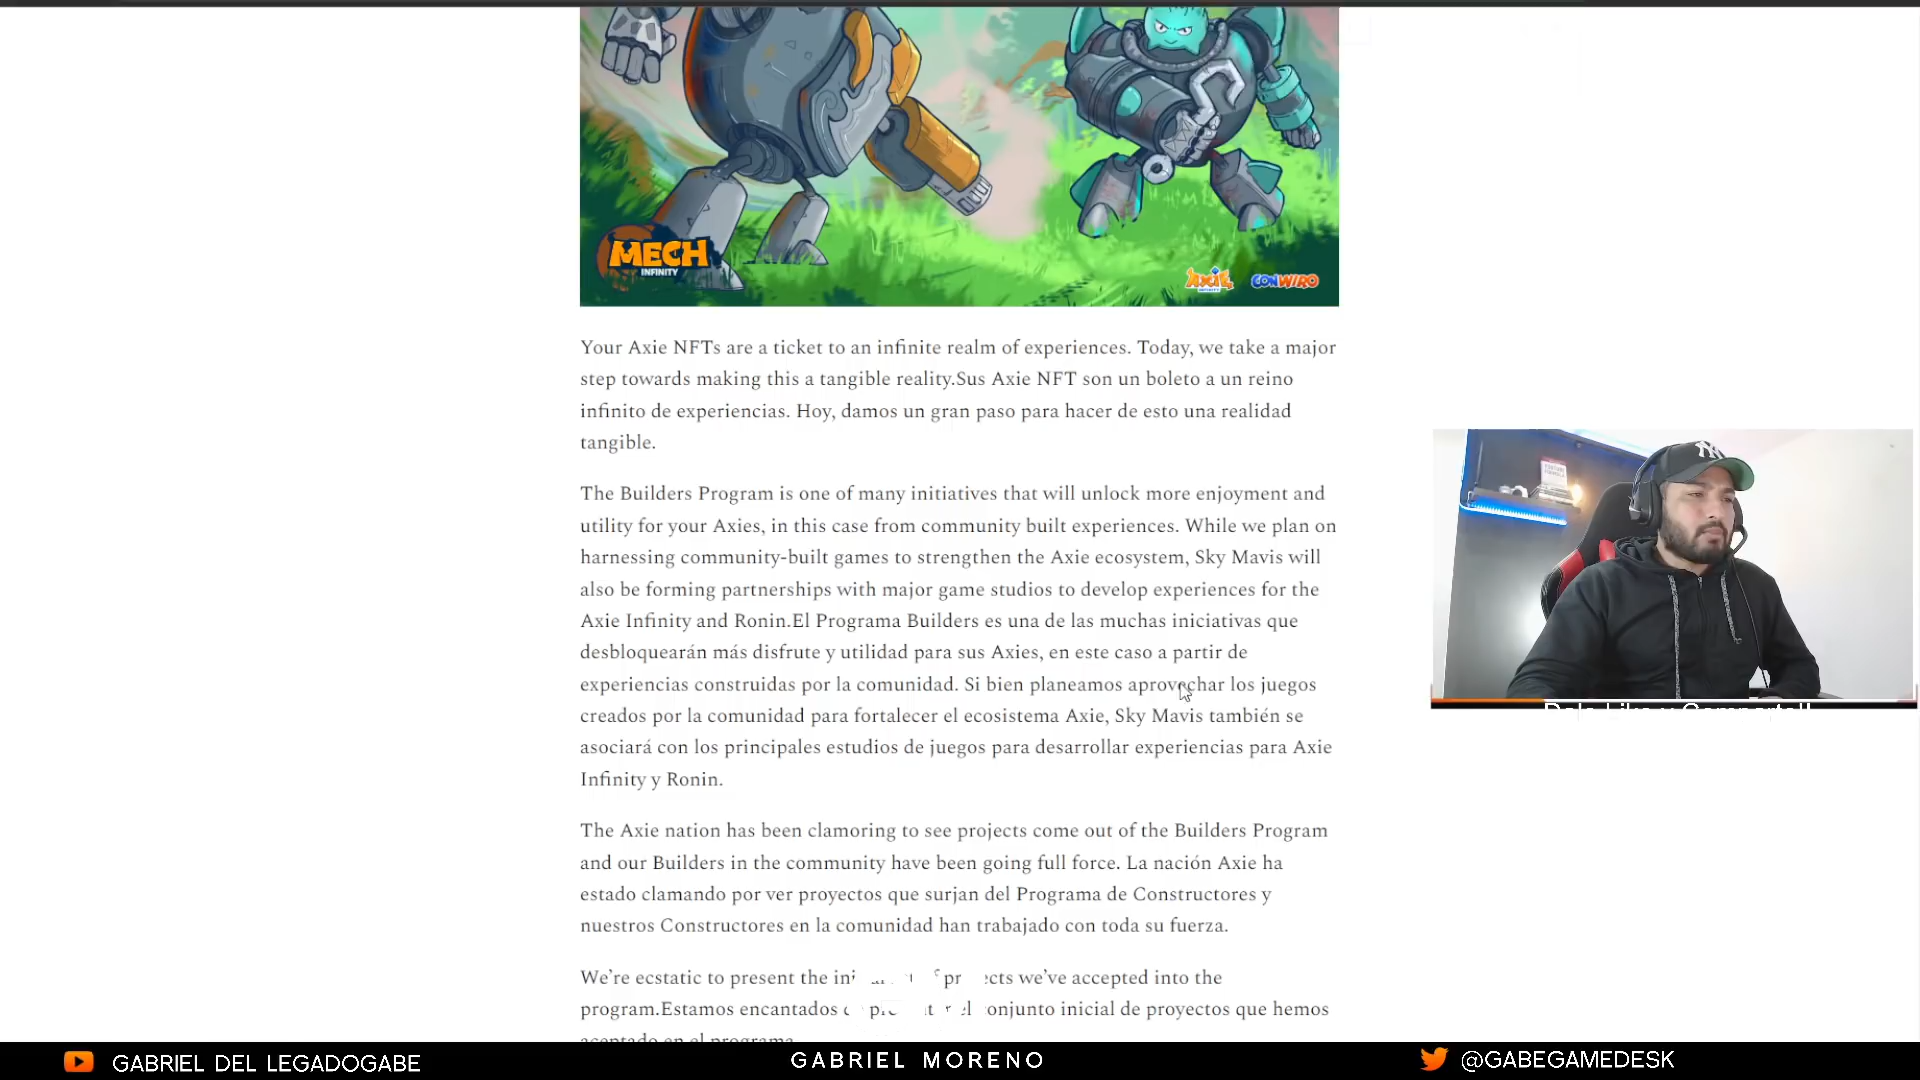 MECH
INFINITY
AXIE
INFINITY
CONWIRO
Your Axie NFTs are a ticket to an infinite realm of experiences. Today, we take a major
step towards making this a tangible reality.Sus Axie NFT son un boleto a un reino
infinito de experiencias. Hoy, damos un gran paso para hacer de esto una realidad
tangible.
The Builders Program is one of many initiatives that will unlock more enjoyment and
utility for your Axies, in this case from community built experiences. While we plan on
harnessing community-built games to strengthen the Axie ecosystem, Sky Mavis will
also be forming partnerships with major game studios to develop experiences for the
Axie Infinity and Ronin.El Programa Builders es una de las muchas iniciativas que
desbloquearán más disfrute y utilidad para sus Axies, en este caso a partir de
experiencias construidas por la comunidad. Si bien planeamos aprovechar los juegos
creados por la comunidad para fortalecer el ecosistema Axie, Sky Mavis también se
asociará con los principales estudios de juegos para desarrollar experiencias para Axie
Infinity y Ronin.
The Axie nation has been clamoring to see projects come out of the Builders Program
and our Builders in the community have been going full force. La nación Axie ha
estado clamando por ver proyectos que surjan del Programa de Constructores y
nuestros Constructores en la comunidad han trabajado con toda su fuerza.
We're ecstatic to present the we've accepted into the
program.Estamos encantados el conjunto inicial de proyectos que hemos
aceptado en el programa.
GABRIEL DEL LEGADOGABE
GABRIEL MORENO
@GABEGAMEDESK